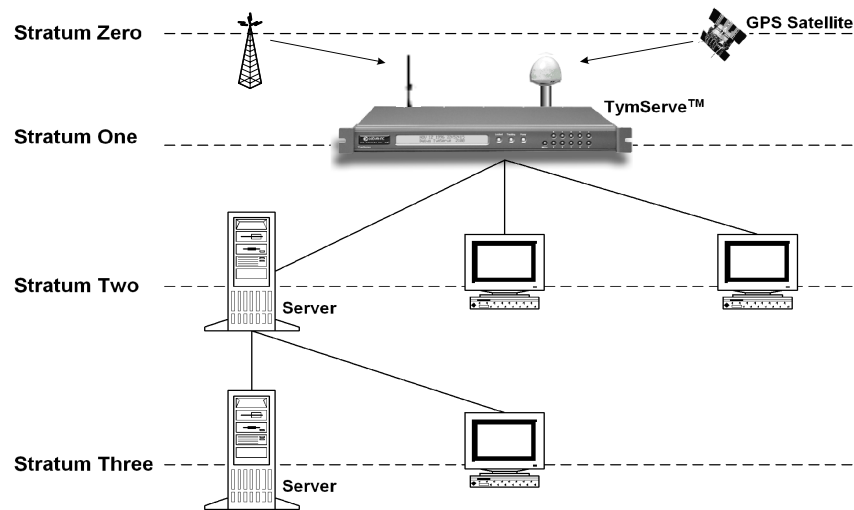 Stratum Zero
GPS Satellite
TymServe™
Stratum One
Stratum Two
Server
Stratum Three
Server